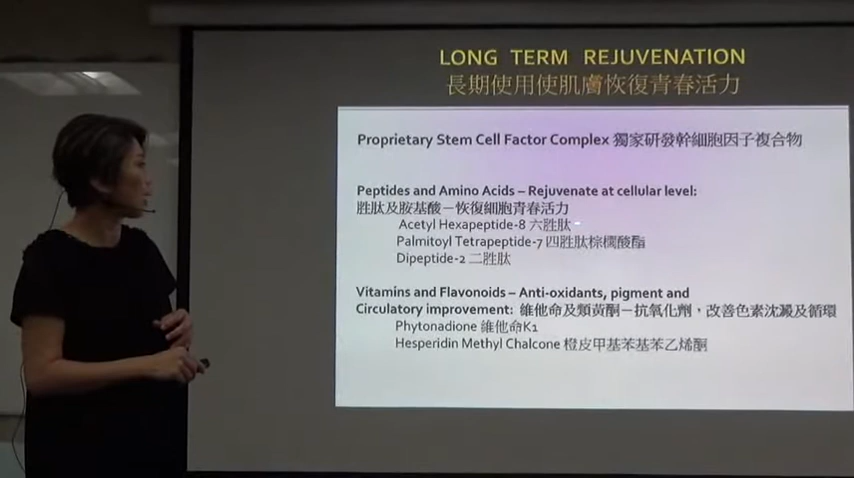 LONG TERM REJUVENATION
長期使用使肌膚恢復青春活力
Proprietary Stem Cell Factor Complex 獨家研發幹細胞因子複合物
Peptides and Amino Acids – Rejuvenate at cellular level:
胜肽及胺基酸－恢復細胞青春活力
Acetyl Hexapeptide-8 六胜肽
Palmitoyl Tetrapeptide-7 四胜肽棕櫚酸酯
Dipeptide-2 二胜肽
Vitamins and Flavonoids – Anti-oxidants, pigment and
Circulatory improvement: 維他命及類黃酮－抗氧化劑，改善色素沈澱及循環
Phytonadione 維他命K1
Hesperidin Methyl Chalcone 橙皮甲基苯基苯乙烯酮